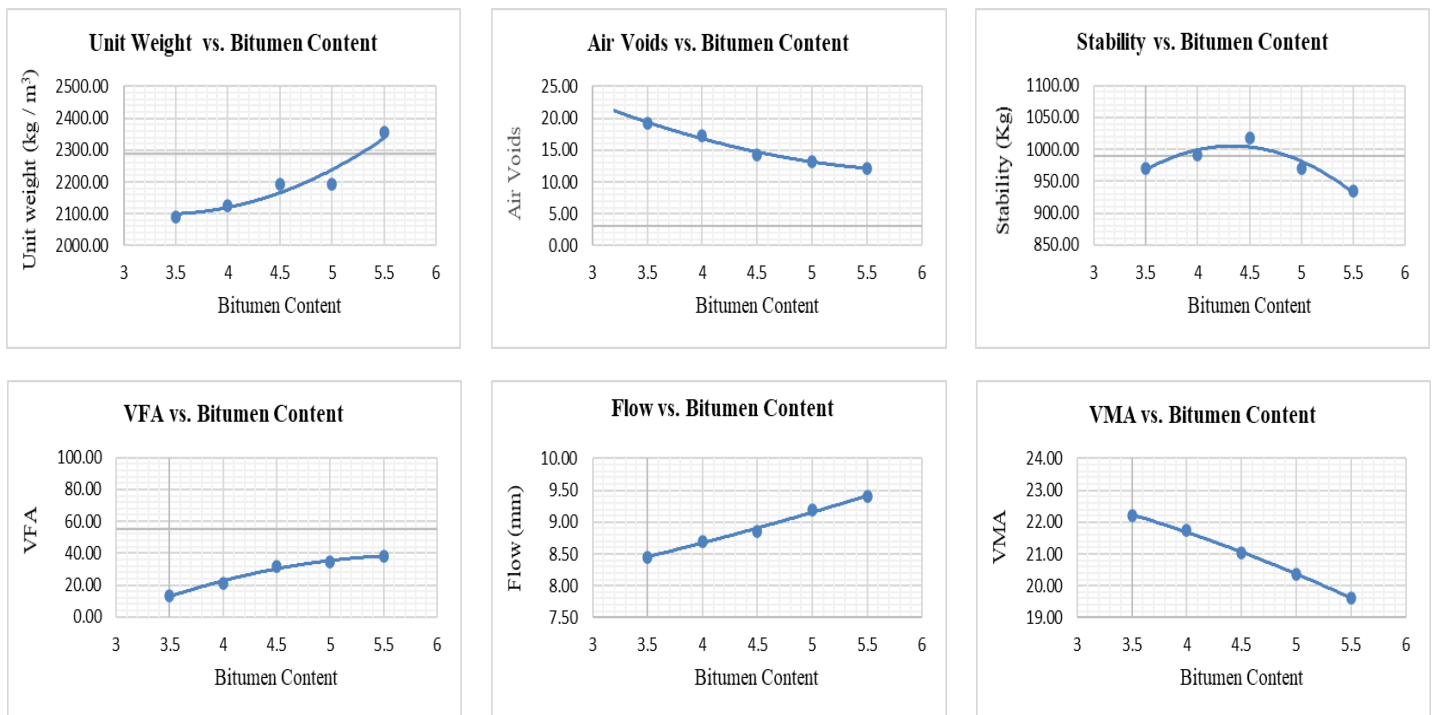 Unit Weight vs. Bitumen Content
Unit weight (kg / m³)
2500.00
2400.00
2300.00
2200.00
2100.00
2000.00
3 3.5 4 4.5 5 5.5 6
Bitumen Content
Air Voids vs. Bitumen Content
Air Voids
25.00
20.00
15.00
10.00
5.00
0.00
3 3.5 4 4.5 5 5.5 6
Bitumen Content
Stability vs. Bitumen Content
Stability (Kg)
1100.00
1050.00
1000.00
950.00
900.00
850.00
3 3.5 4 4.5 5 5.5 6
Bitumen Content
VFA vs. Bitumen Content
VFA
100.00
80.00
60.00
40.00
20.00
0.00
3 3.5 4 4.5 5 5.5 6
Bitumen Content
Flow vs. Bitumen Content
Flow (mm)
10.00
9.50
9.00
8.50
8.00
7.50
3 3.5 4 4.5 5 5.5 6
Bitumen Content
VMA vs. Bitumen Content
VMA
24.00
23.00
22.00
21.00
20.00
19.00
3 3.5 4 4.5 5 5.5 6
Bitumen Content